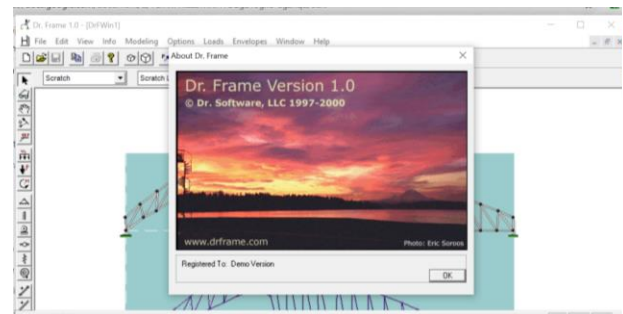 Dr. Frame 1.0 - [DrFWin1]
File Edit View Info Modeling Options Loads Envelopes Window Help
About Dr. Frame
Scratch
Scratch
Dr. Frame Version 1.0
© Dr. Software, LLC 1997-2000
www.drframe.com
Photo: Eric Soroos
Registered To: Demo Version
OK